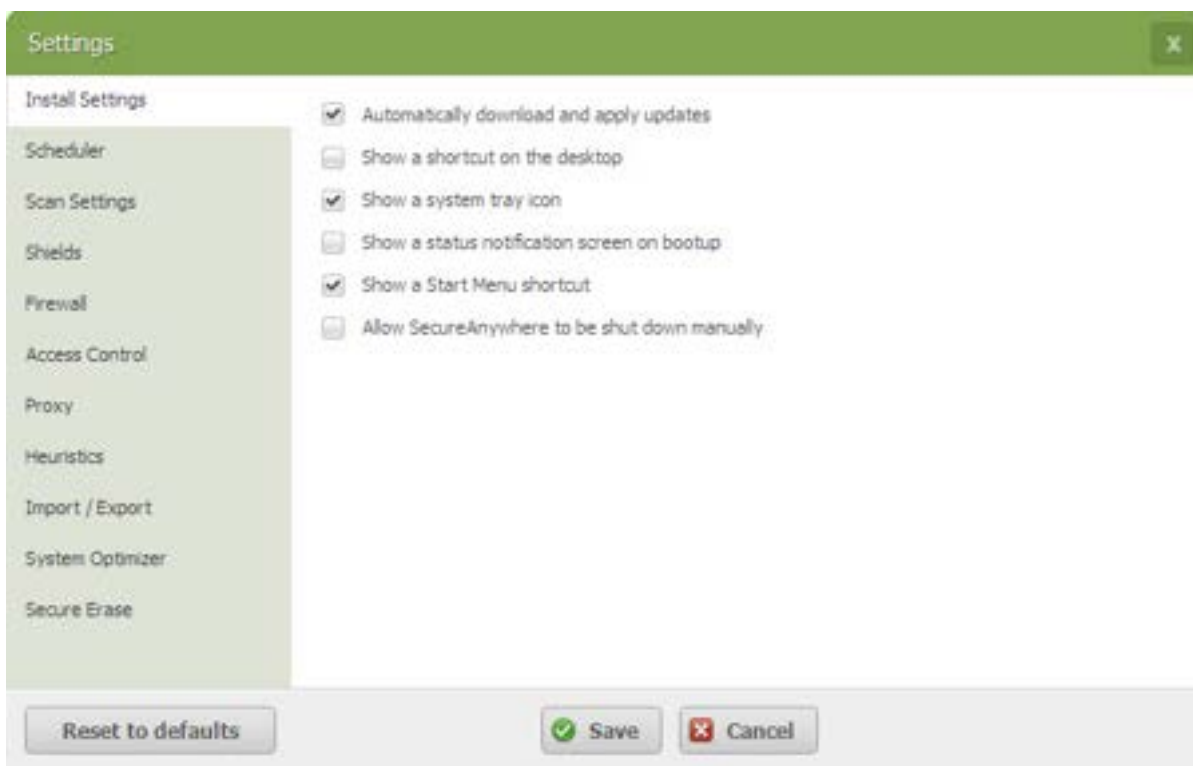 Settings
x
Install Settings
Scheduler
Scan Settings
Shields
Firewall
Access Control
Proxy
Heuristics
Import / Export
System Optimizer
Secure Erase
Automatically download and apply updates
Show a shortcut on the desktop
Show a system tray icon
Show a status notification screen on bootup
Show a Start Menu shortcut
Allow SecureAnywhere to be shut down manually
Reset to defaults
Save
Cancel